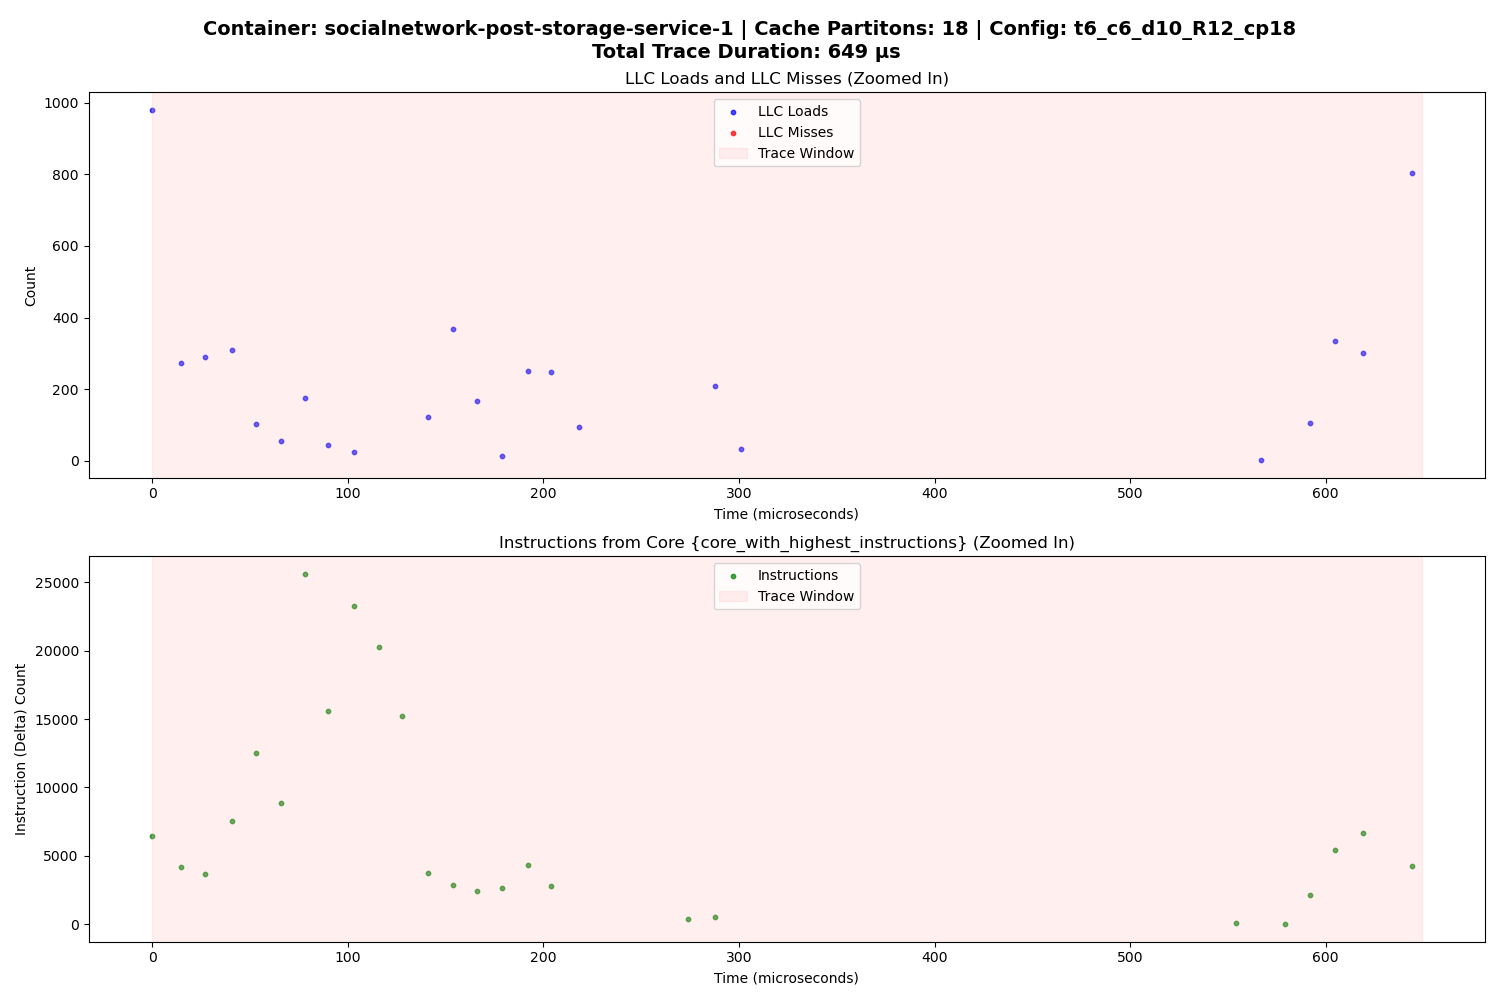 Container: socialnetwork-post-storage-service-1 | Cache Partitons: 18 | Config: t6_c6_d10_R12_cp18
Total Trace Duration: 649 µs
LLC Loads and LLC Misses (Zoomed In)
1000
800
600
400
200
0
Count
LLC Loads
LLC Misses
Trace Window
0 100 200 300 400 500 600
Time (microseconds)
Instructions from Core {core_with_highest_instructions} (Zoomed In)
25000
20000
15000
10000
5000
0
Instruction (Delta) Count
Instructions
Trace Window
0 100 200 300 400 500 600
Time (microseconds)